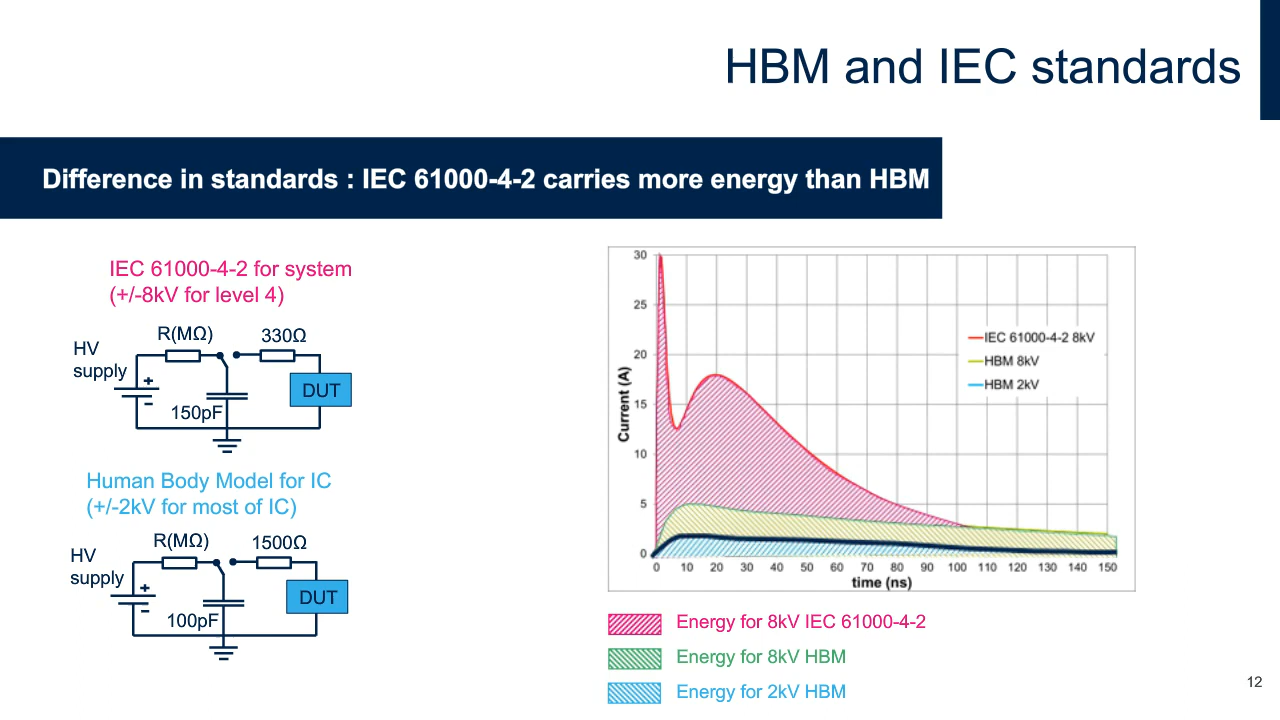 HBM and IEC standards
Difference in standards : IEC 61000-4-2 carries more energy than HBM
IEC 61000-4-2 for system
(+/-8kV for level 4)
R(MΩ)
330Ω
HV
supply
+
-
DUT
150pF
Human Body Model for IC
(+/-2kV for most of IC)
R(MΩ)
1500Ω
HV
supply
+
-
DUT
100pF
30
25
20
15
10
5
0
Current (A)
IEC 61000-4-2 8kV
HBM 8kV
HBM 2kV
0 10 20 30 40 50 60 70 80 90 100 110 120 130 140 150
time (ns)
Energy for 8kV IEC 61000-4-2
Energy for 8kV HBM
Energy for 2kV HBM
12